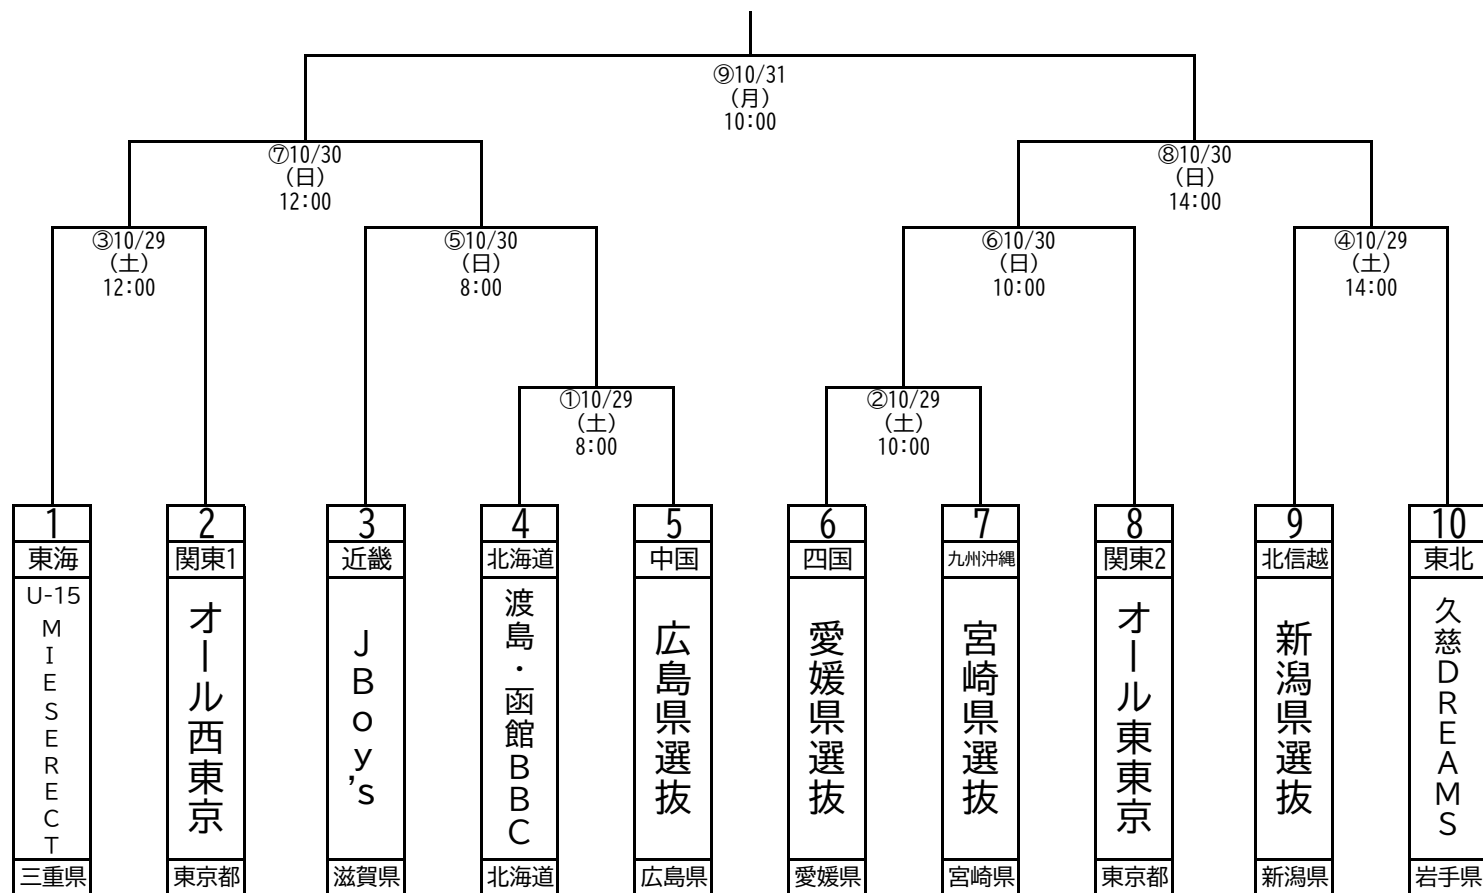 ⑨10/31
(月)
10:00
⑦10/30
(日)
12:00
⑧10/30
(日)
14:00
③10/29
(土)
12:00
⑤10/30
(日)
8:00
⑥10/30
(日)
10:00
④10/29
(土)
14:00
①10/29
(土)
8:00
②10/29
(土)
10:00
1
東海
U-15
MIESERECT
三重県
2
関東1
オール西東京
東京都
3
近畿
JBoy's
滋賀県
4
北海道
渡島・函館BBC
北海道
5
中国
広島県選抜
広島県
6
四国
愛媛県選抜
愛媛県
7
九州沖縄
宮崎県選抜
宮崎県
8
関東2
オール東東京
東京都
9
北信越
新潟県選抜
新潟県
10
東北
久慈DREAMS
岩手県